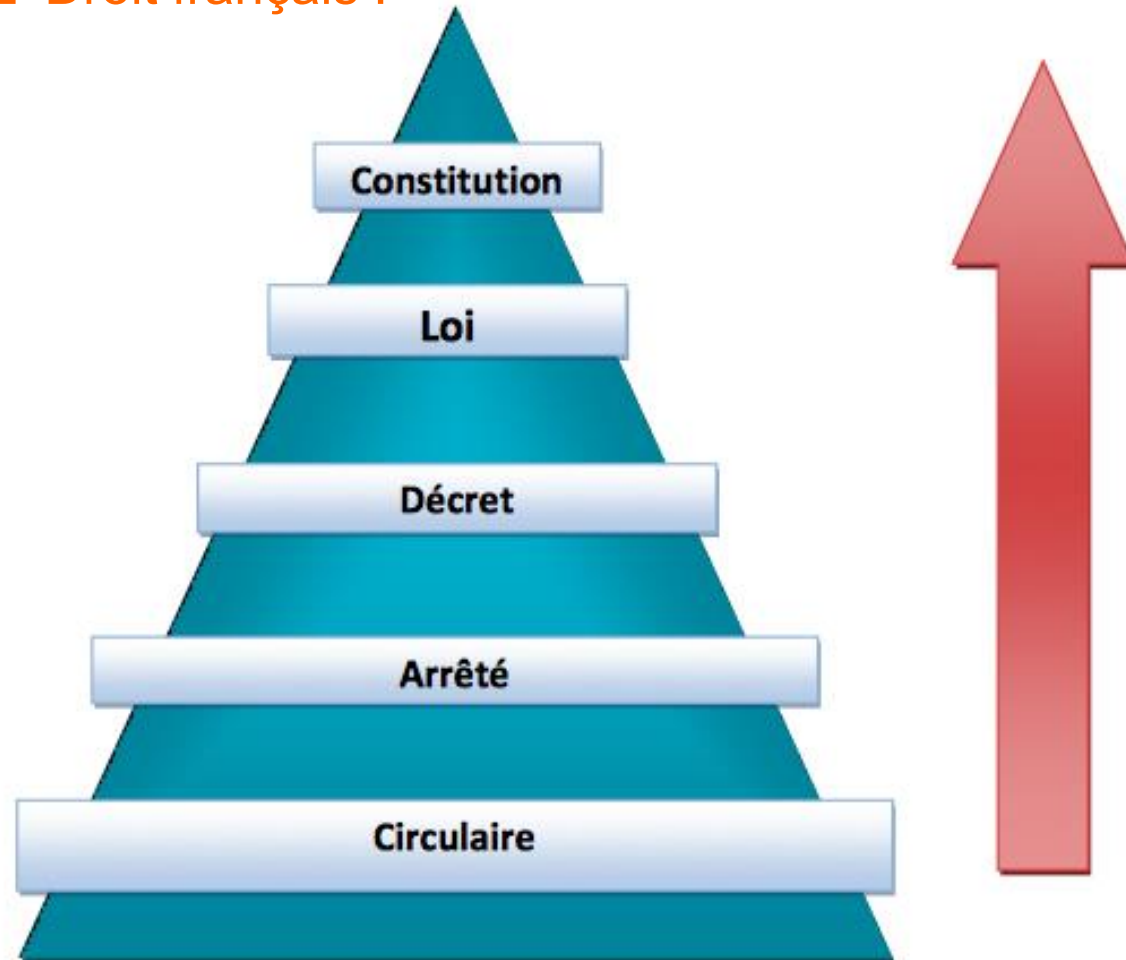 Droit français :
Constitution
Loi
Décret
Arrêté
Circulaire